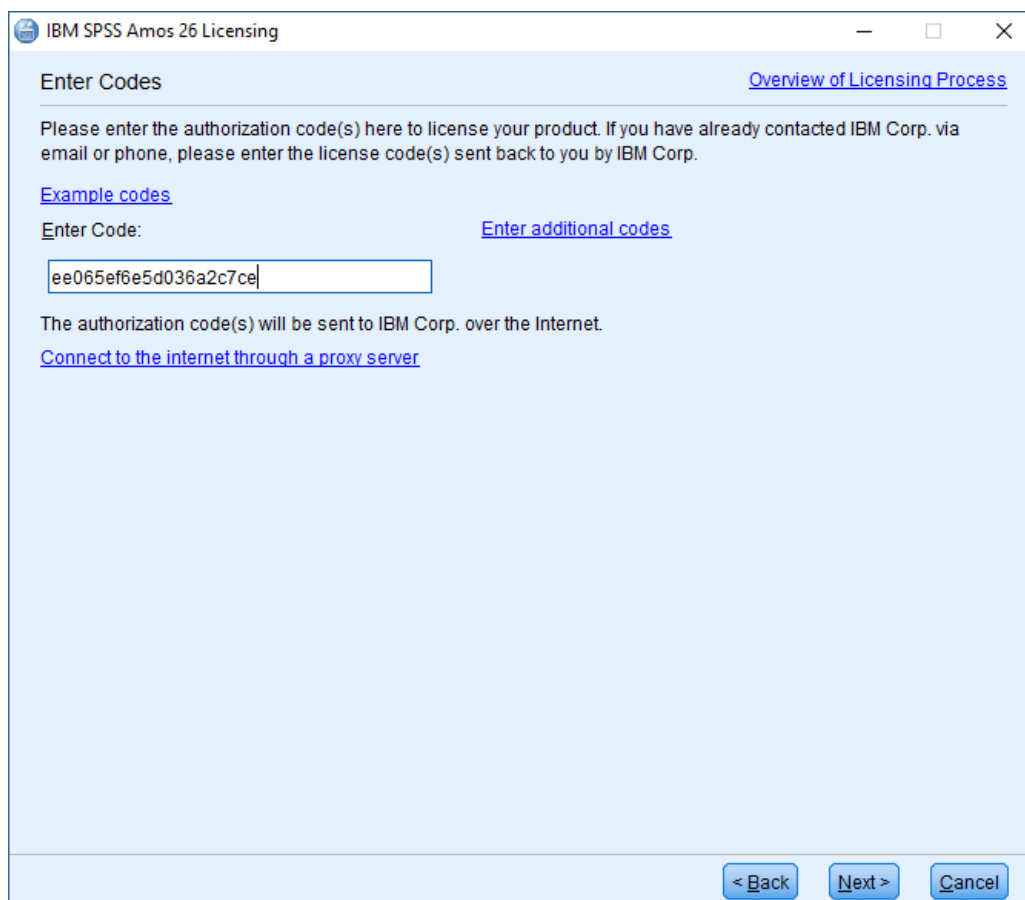 IBM SPSS Amos 26 Licensing
Enter Codes
Overview of Licensing Process
Please enter the authorization code(s) here to license your product. If you have already contacted IBM Corp. via
email or phone, please enter the license code(s) sent back to you by IBM Corp.
Example codes
Enter Code:
Enter additional codes
ee065ef6e5d036a2c7ce
The authorization code(s) will be sent to IBM Corp. over the Internet.
Connect to the internet through a proxy server
< Back
Next >
Cancel